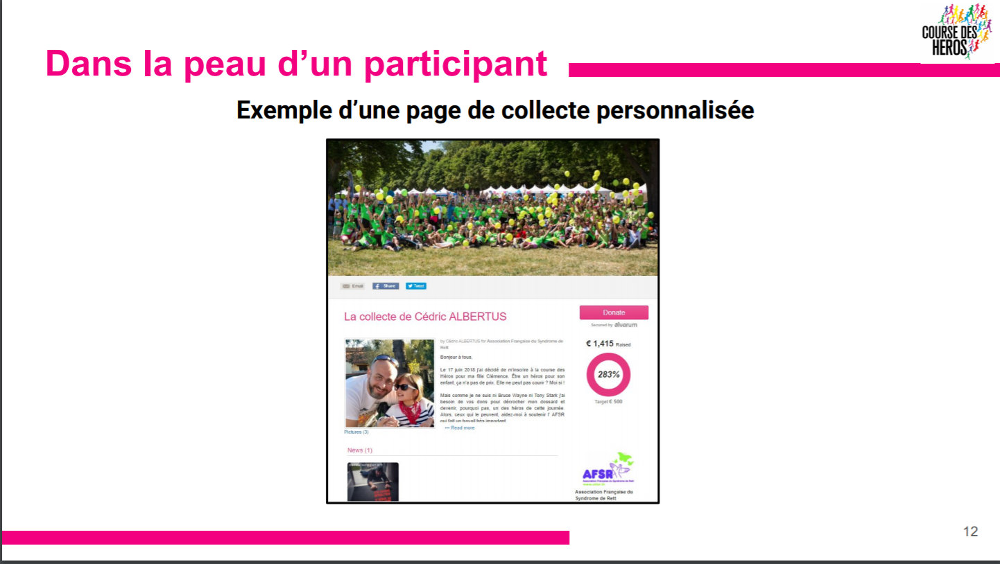 COURSE DES
HEROS
Dans la peau d’un participant
Exemple d’une page de collecte personnalisée
Email
Share
Tweet
La collecte de Cédric ALBERTUS
Donate
Secured by alvarum
by Cédric ALBERTUS for Association Française du Syndrome de
Rett
Bonjour à tous,
Le 17 juin 2018 j'ai décidé de m'inscrire à la course des
Héros pour ma fille Clémence. Être un héros pour son
enfant, ça n'a pas de prix. Elle ne peut pas courir ? Moi si !
Mais comme je ne suis ni Bruce Wayne ni Tony Stark j'ai
besoin de vos dons pour décrocher mon dossard et
devenir, pourquoi pas, un des héros de cette journée.
Alors, ceux qui le peuvent, aidez-moi à soutenir l' AFSR
qui fait un travail très important
••• Read more
€ 1,415 Raised
283%
Target € 500
Pictures (3)
News (1)
AFSR
Association Française du Syndrome de Rett
Association Française du
Syndrome de Rett
12